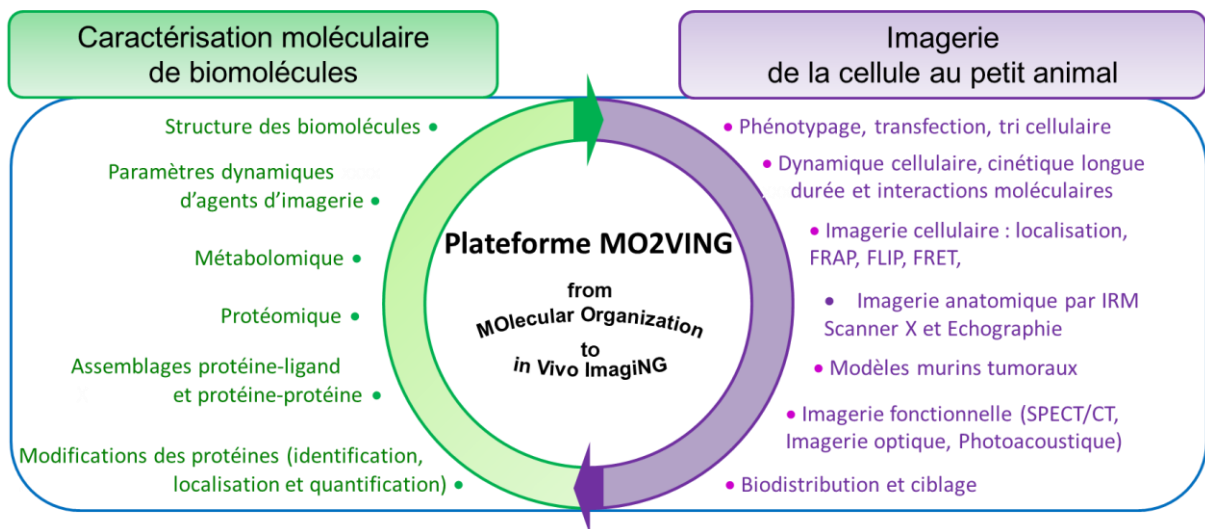 Caractérisation moléculaire
de biomolécules
Structure des biomolécules •
Paramètres dynamiques
d'agents d'imagerie •
Métabolomique •
Protéomique •
Assemblages protéine-ligand
et protéine-protéine •
Modifications des protéines (identification,
localisation et quantification) •
Plateforme MO2VING
from
MOlecular Organization
to
in Vivo ImagiNG
Imagerie
de la cellule au petit animal
• Phénotypage, transfection, tri cellulaire
• Dynamique cellulaire, cinétique longue
durée et interactions moléculaires
• Imagerie cellulaire : localisation,
FRAP, FLIP, FRET,
• Imagerie anatomique par IRM
Scanner X et Echographie
• Modèles murins tumoraux
• Imagerie fonctionnelle (SPECT/CT,
Imagerie optique, Photoacoustique)
• Biodistribution et ciblage